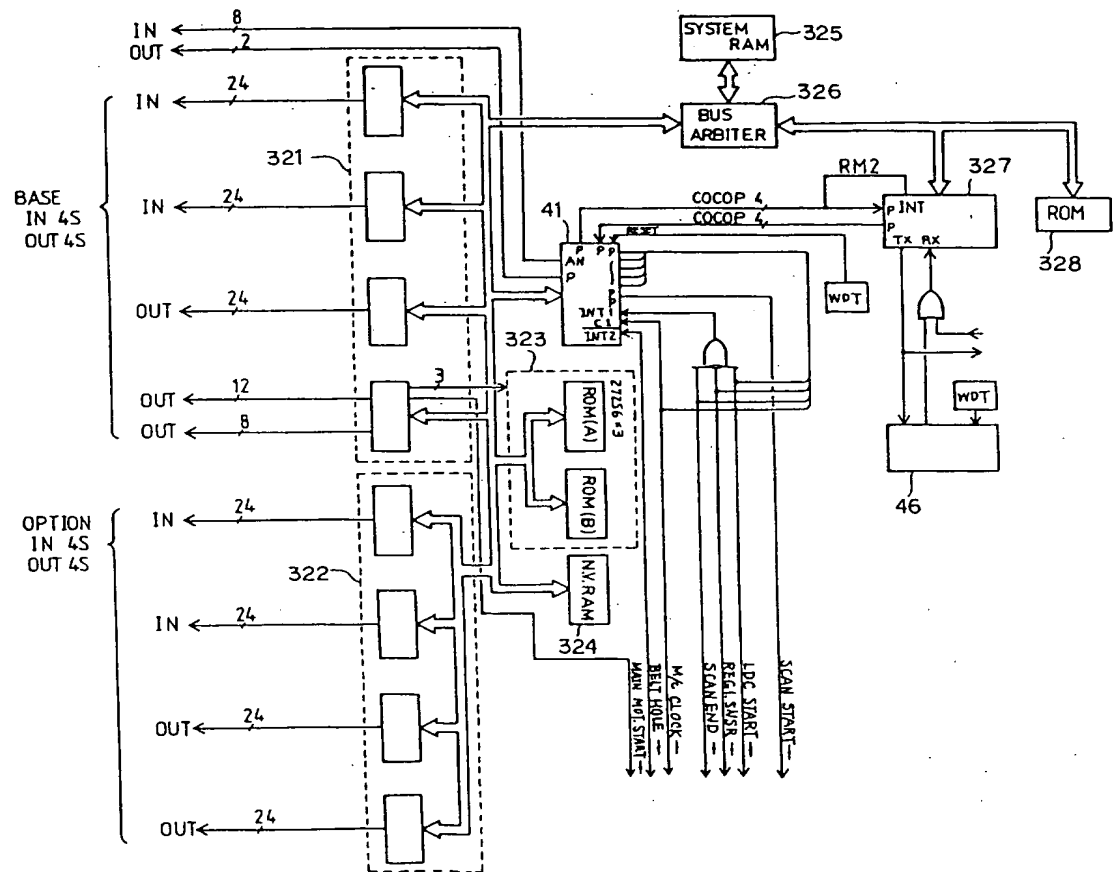 IN 8
OUT 2
IN 24
IN 24
OUT 24
OUT 12
OUT 8
BASE
IN 4S
OUT 4S
321
3
OPTION
IN 4S
OUT 4S
IN 24
IN 24
OUT 24
OUT 24
322
SYSTEM
RAM
325
BUS
ARBITER
326
RM2
327
COCOP 4
COCOP 4
RESET
41
P
P P
AN
P
P
P
INT
C1
INT2
P INT
P
TX RX
ROM
328
WDT
WDT
46
323
ROM(A)
ROM(B)
27256*3
N.V.RAM
324
MAIN MOT. START
BELT HOLE
M/C CLOCK
SCAN END
REGI. SNSR
LDC START
SCAN START